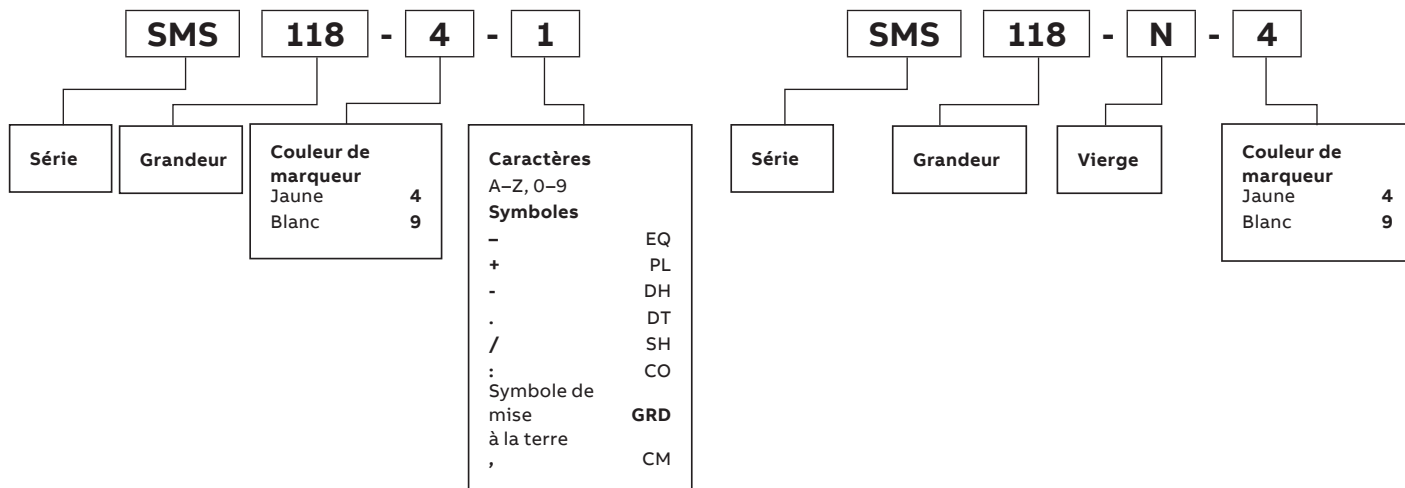 SMS 118 - 4 - 1
Série
Grandeur
Couleur de
marqueur
Jaune 4
Blanc 9
Caractères
A–Z, 0–9
Symboles
– EQ
+ PL
- DH
. DT
/ SH
: CO
Symbole de
mise GRD
à la terre
, CM
SMS 118 - N - 4
Série
Grandeur
Vierge
Couleur de
marqueur
Jaune 4
Blanc 9